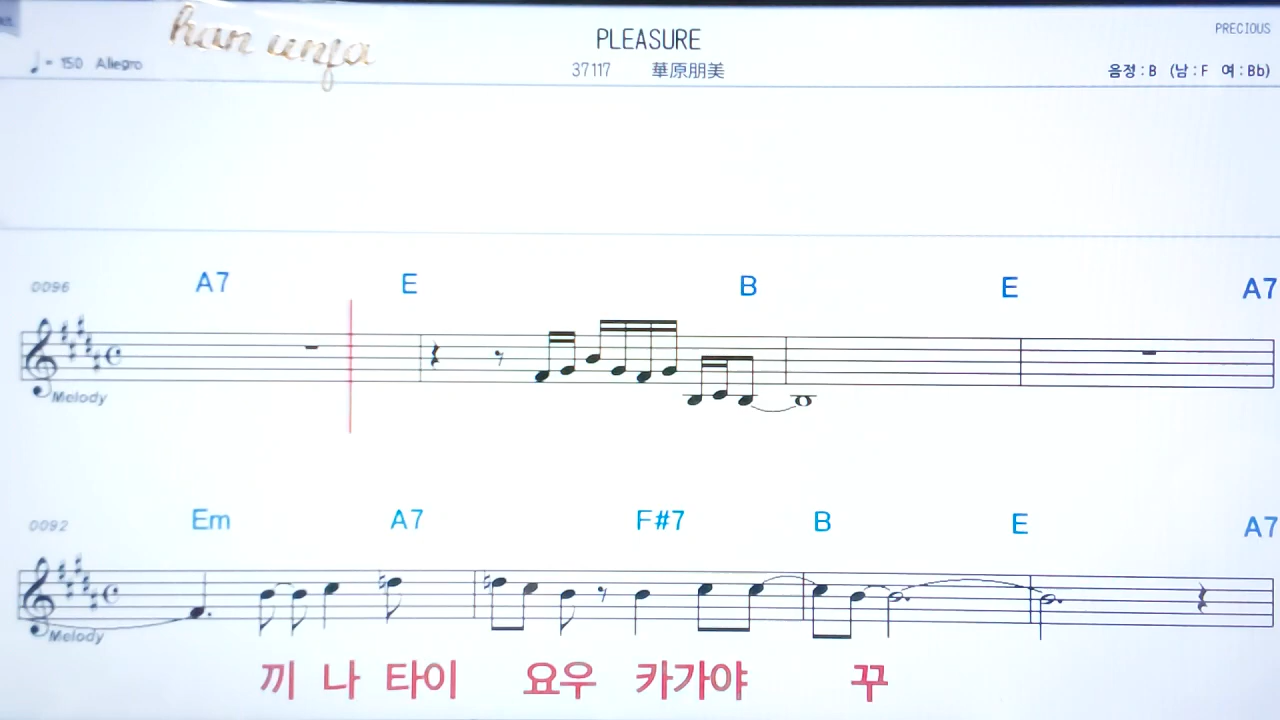 han unfa
PLEASURE
PRECIOUS
♩= 150 Allegro
37117 華原朋美
음정 : B (남 : F 여 : Bb)
0096 A7 E B E A7
Melody
0092 Em A7 F#7 B E A7
Melody
끼 나 타이 요우 카가야 꾸